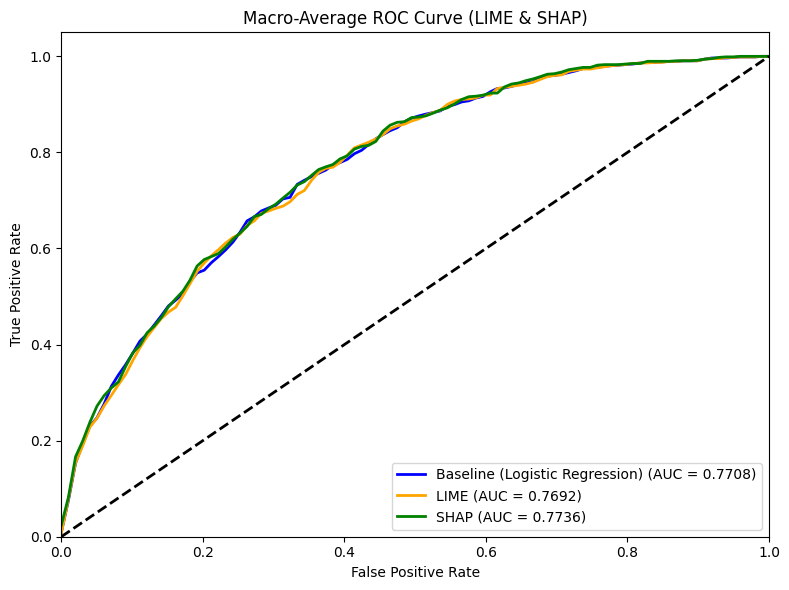 Macro-Average ROC Curve (LIME & SHAP)
True Positive Rate
1.0
0.8
0.6
0.4
0.2
0.0
Baseline (Logistic Regression) (AUC = 0.7708)
LIME (AUC = 0.7692)
SHAP (AUC = 0.7736)
0.0 0.2 0.4 0.6 0.8 1.0
False Positive Rate